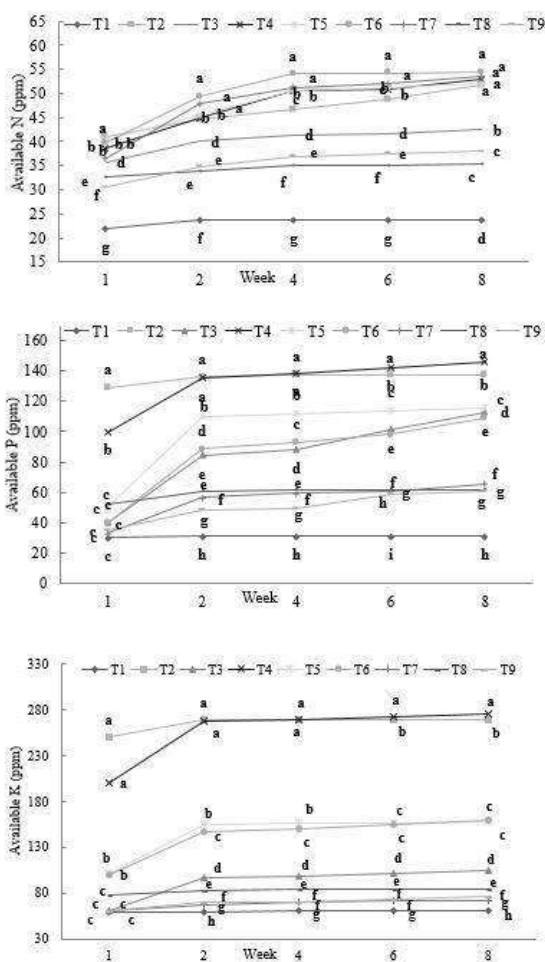 65
T1 T2 T3 T4 T5 T6 T7 T8 T9
60
55
50
45
40
35
30
25
20
15
Available N (ppm)
a a a a a
a a a a
b b b b b b b b b b a
d d d d b
e e e e c
f e e e c
g f g g d
1 2 Week 4 6 8
160
T1 T2 T3 T4 T5 T6 T7 T8 T9
140
120
100
80
60
40
20
0
Available P (ppm)
a a a a a
b a b b
b b c c
d c d
e d e e
c e e f f
c c c f f g g g
c g g h
c h h i h
1 2 Week 4 6 8
330
T1 T2 T3 T4 T5 T6 T7 T8 T9
280
230
180
130
80
30
Available K (ppm)
a a a a a
a a a b b
b b b c c
b c c c c
d d d d
c e e e e
c c f f f f
c c g f f g
h g g h
1 2 Week 4 6 8